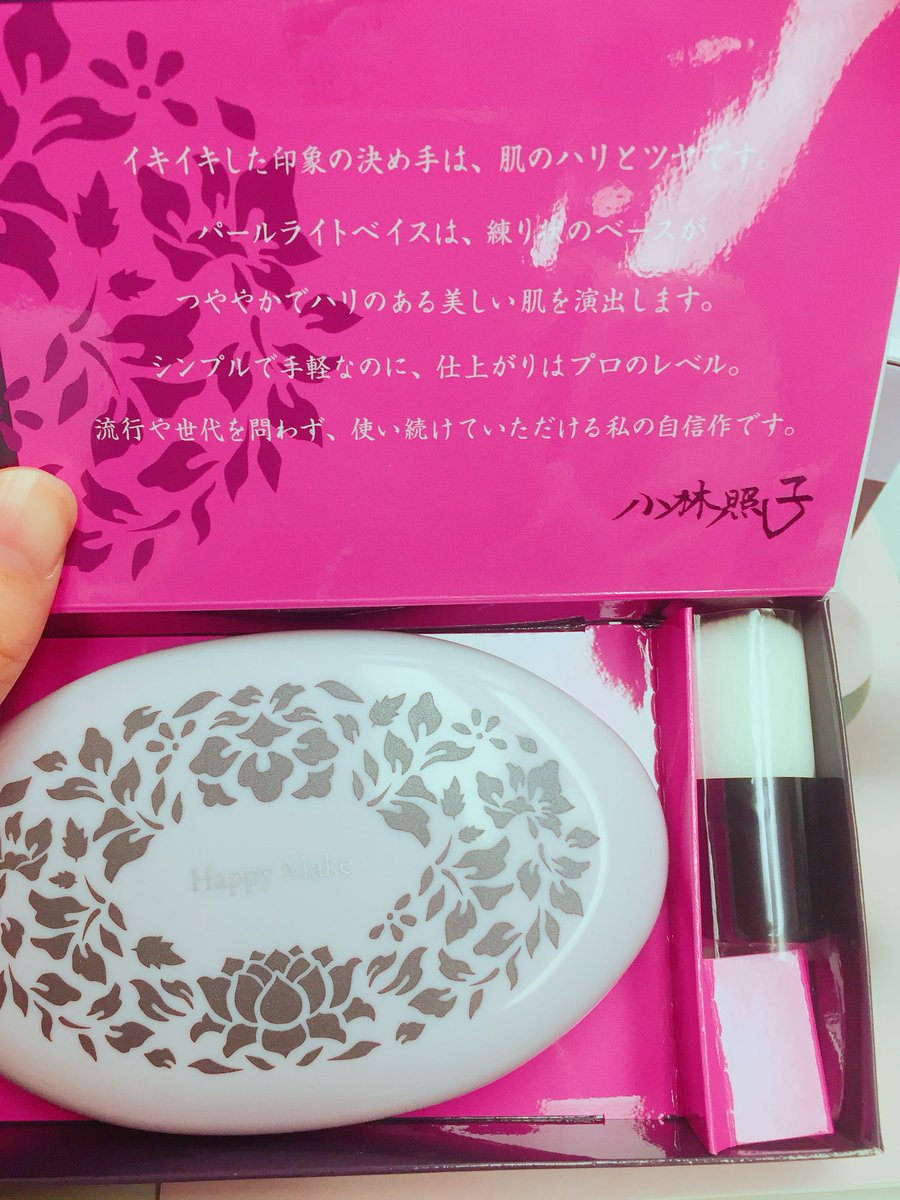 イキイキした印象の決め手は、肌のハリとツヤです。
パールライトベイスは、練り状のベースが
つややかでハリのある美しい肌を演出します。
シンプルで手軽なのに、仕上がりはプロのレベル。
流行や世代を問わず、使い続けていただける私の自信作です。
小林照子
Happy Make